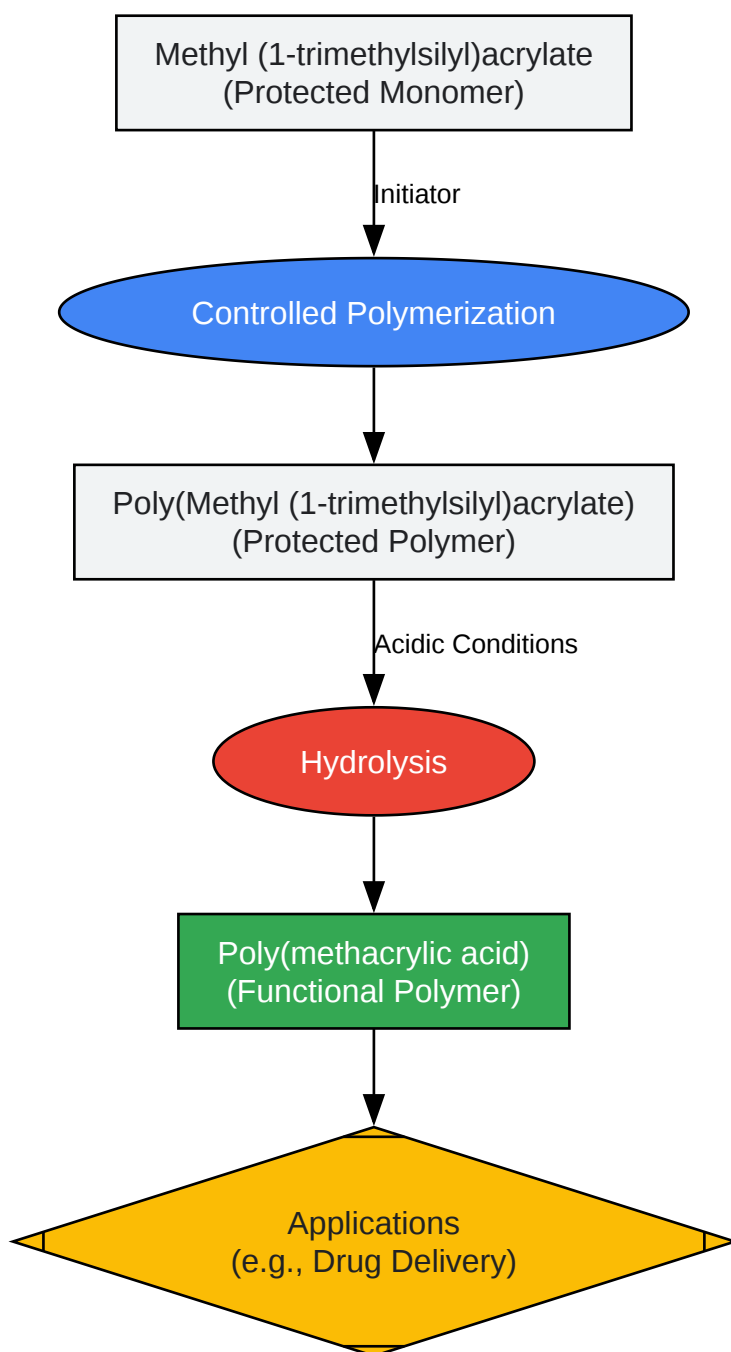 Methyl (1-trimethylsilyl)acrylate
(Protected Monomer)
Initiator
Controlled Polymerization
Poly(Methyl (1-trimethylsilyl)acrylate)
(Protected Polymer)
Acidic Conditions
Hydrolysis
Poly(methacrylic acid)
(Functional Polymer)
Applications
(e.g., Drug Delivery)